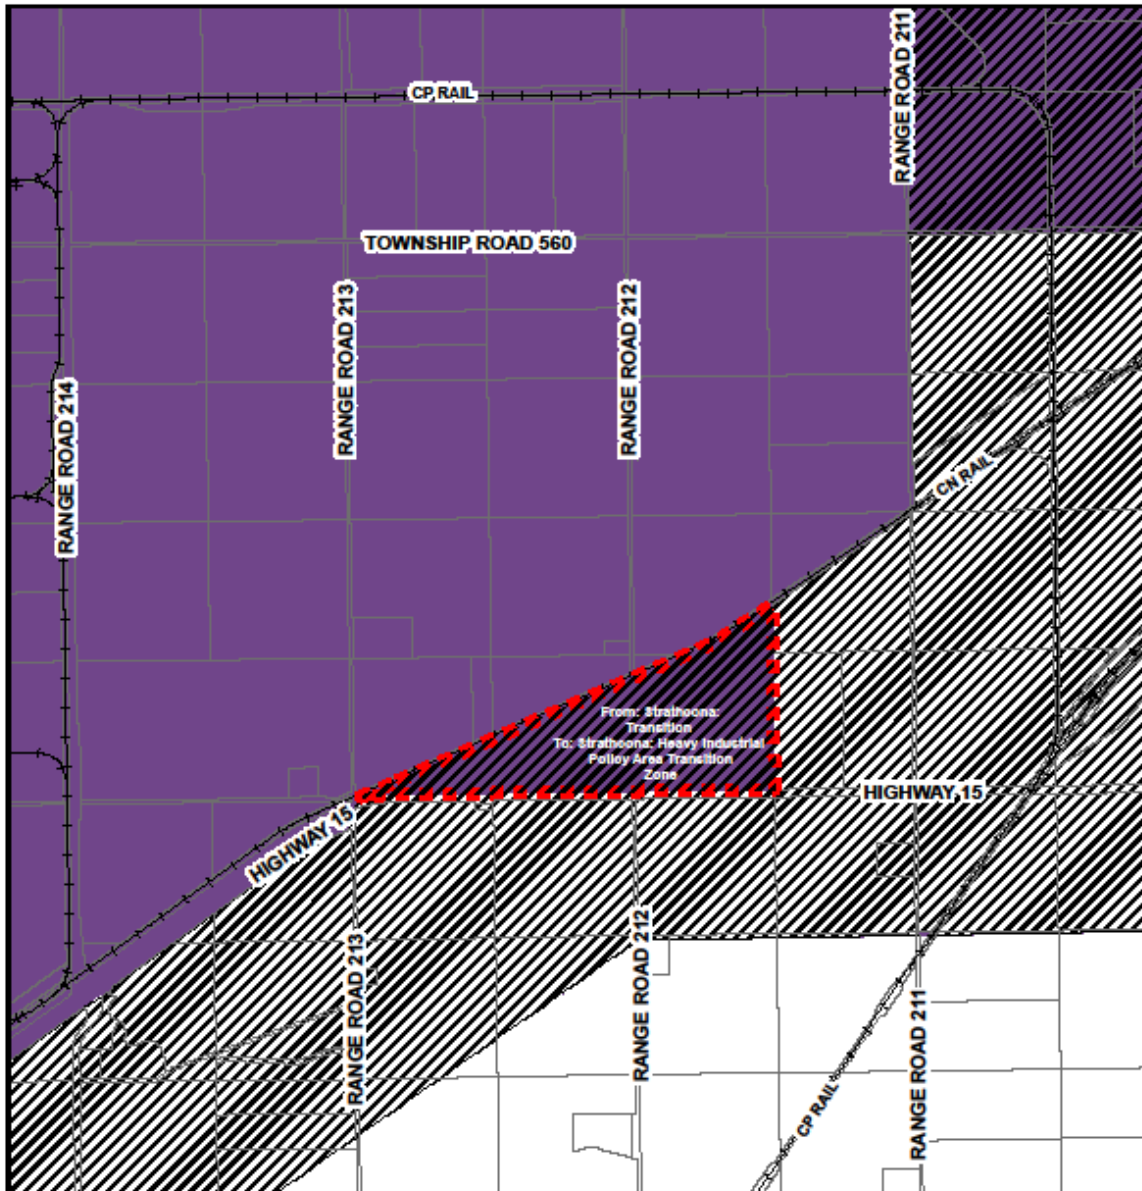 RANGE ROAD 211
CP RAIL
TOWNSHIP ROAD 560
RANGE ROAD 213
RANGE ROAD 212
RANGE ROAD 214
CN RAIL
From: Strathcona:
Transition
To: Strathcona: Heavy Industrial
Policy Area Transition
Zone
HIGHWAY 15
HIGHWAY 15
RANGE ROAD 213
RANGE ROAD 212
RANGE ROAD 211
CP RAIL